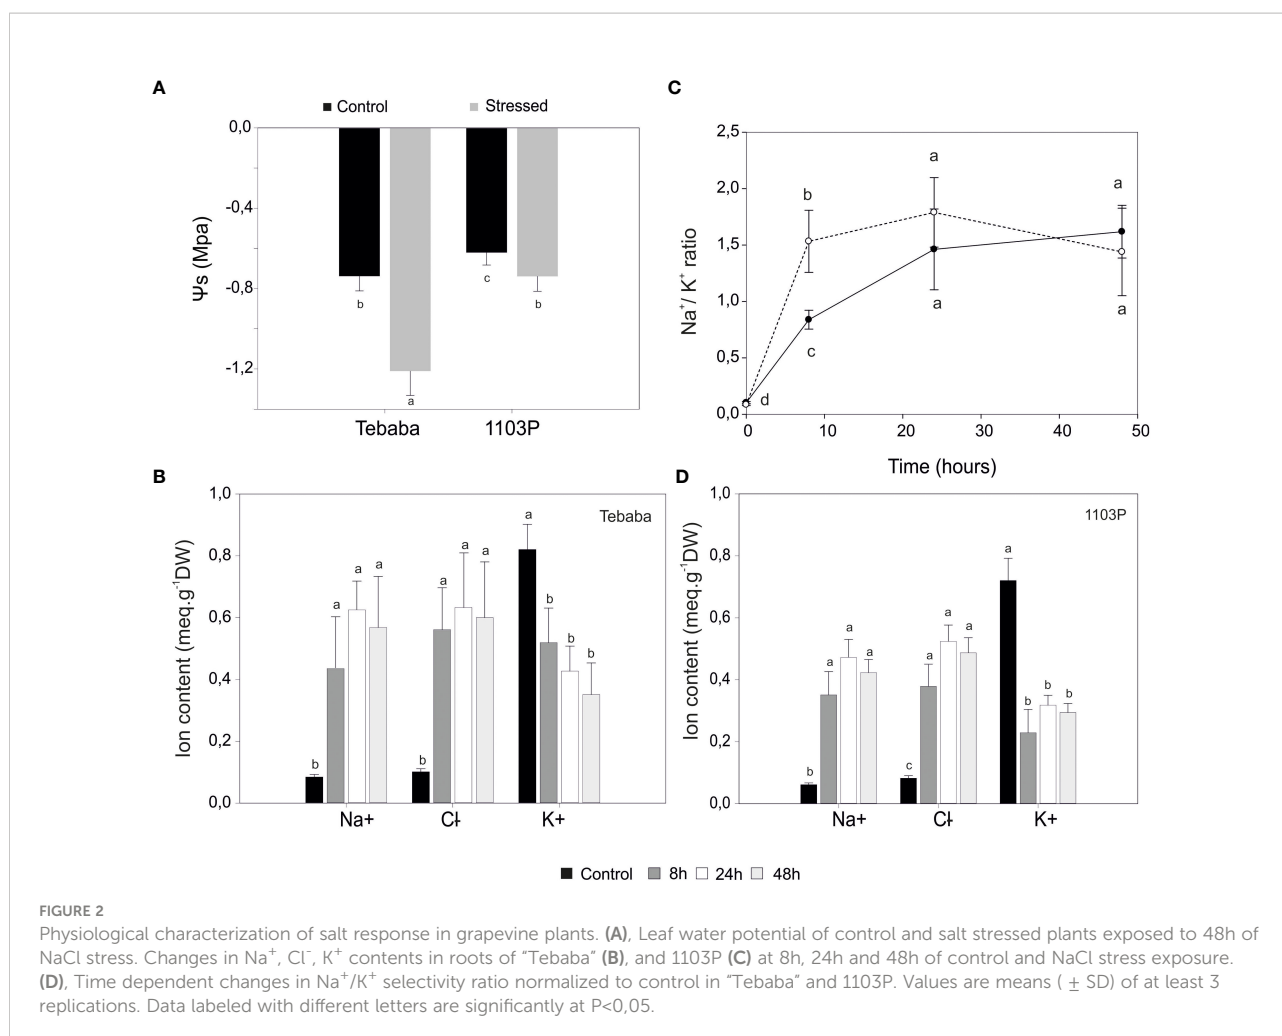 A
Control Stressed
0,0
-0,4
-0,8
-1,2
Ψs (Mpa)
b
a
c
b
Tebaba 1103P
C
2,5
2,0
1,5
1,0
0,5
0,0
Na⁺/ K⁺ ratio
a
a
b
c
a
a
d
0 10 20 30 40 50
Time (hours)
B
Tebaba
1,0
0,8
0,6
0,4
0,2
0,0
Ion content (meq.g⁻¹DW)
b a a a
b a a a
a b b b
Na+ Cl- K+
D
1103P
1,0
0,8
0,6
0,4
0,2
0,0
Ion content (meq.g⁻¹DW)
b a a a
c a a a
a b b b
Na+ Cl- K+
Control 8h 24h 48h
FIGURE 2
Physiological characterization of salt response in grapevine plants. (A), Leaf water potential of control and salt stressed plants exposed to 48h of
NaCl stress. Changes in Na⁺, Cl⁻, K⁺ contents in roots of “Tebaba” (B), and 1103P (C) at 8h, 24h and 48h of control and NaCl stress exposure.
(D), Time dependent changes in Na⁺/K⁺ selectivity ratio normalized to control in “Tebaba” and 1103P. Values are means ( ± SD) of at least 3
replications. Data labeled with different letters are significantly at P<0,05.